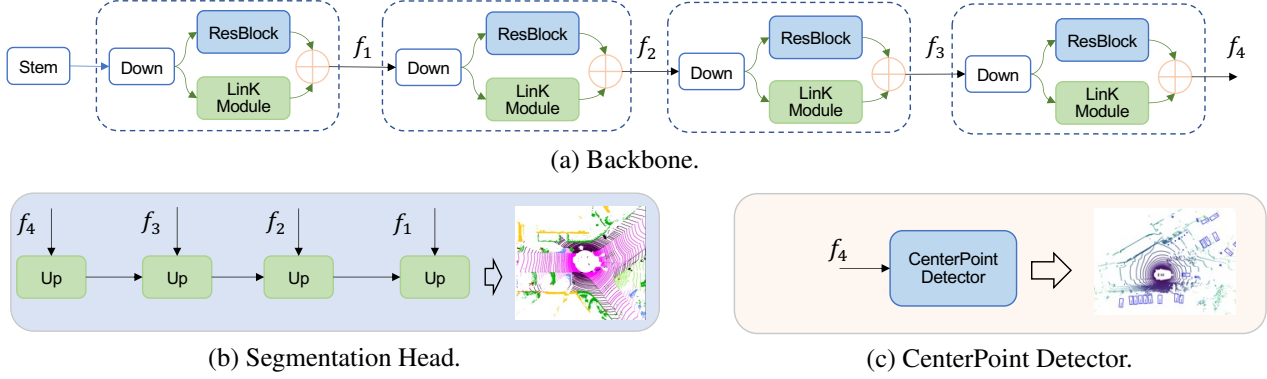 Stem
Down
ResBlock
LinK
Module
f1
Down
ResBlock
LinK
Module
f2
Down
ResBlock
LinK
Module
f3
Down
ResBlock
LinK
Module
f4
(a) Backbone.
f4
f3
f2
f1
Up
Up
Up
Up
(b) Segmentation Head.
f4
CenterPoint
Detector
(c) CenterPoint Detector.